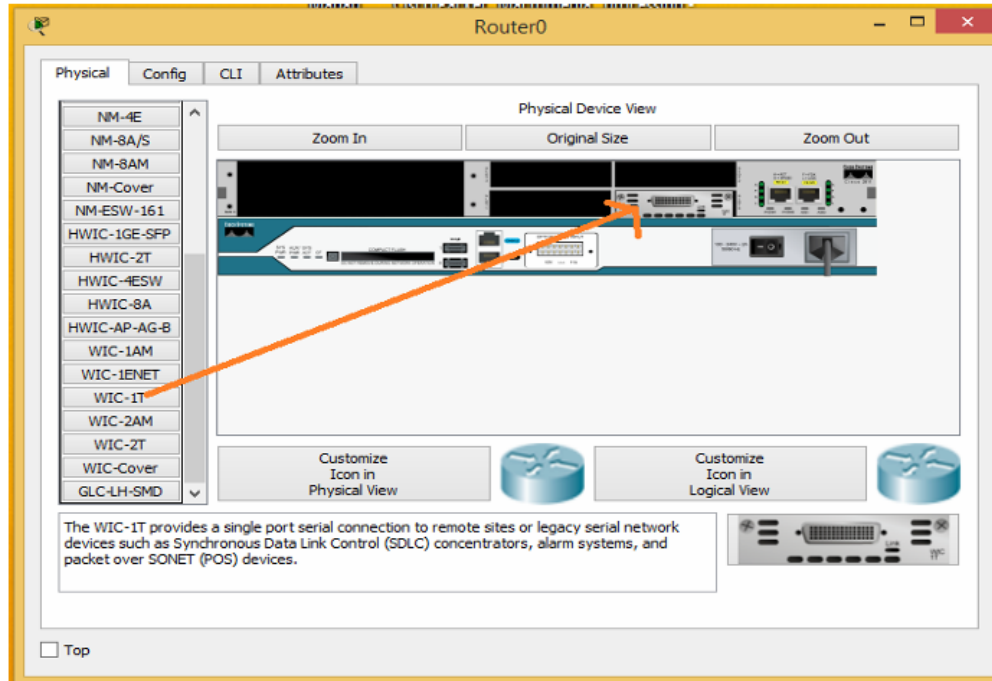 Router0
Physical Config CLI Attributes
NM-4E
NM-8A/S
NM-8AM
NM-Cover
NM-ESW-161
HWIC-1GE-SFP
HWIC-2T
HWIC-4ESW
HWIC-8A
HWIC-AP-AG-B
WIC-1AM
WIC-1ENET
WIC-1T
WIC-2AM
WIC-2T
WIC-Cover
GLC-LH-SMD
Physical Device View
Zoom In Original Size Zoom Out
COMPACT FLASH
Customize
Icon in
Physical View
Customize
Icon in
Logical View
The WIC-1T provides a single port serial connection to remote sites or legacy serial network
devices such as Synchronous Data Link Control (SDLC) concentrators, alarm systems, and
packet over SONET (POS) devices.
Link
WIC
1T
Top